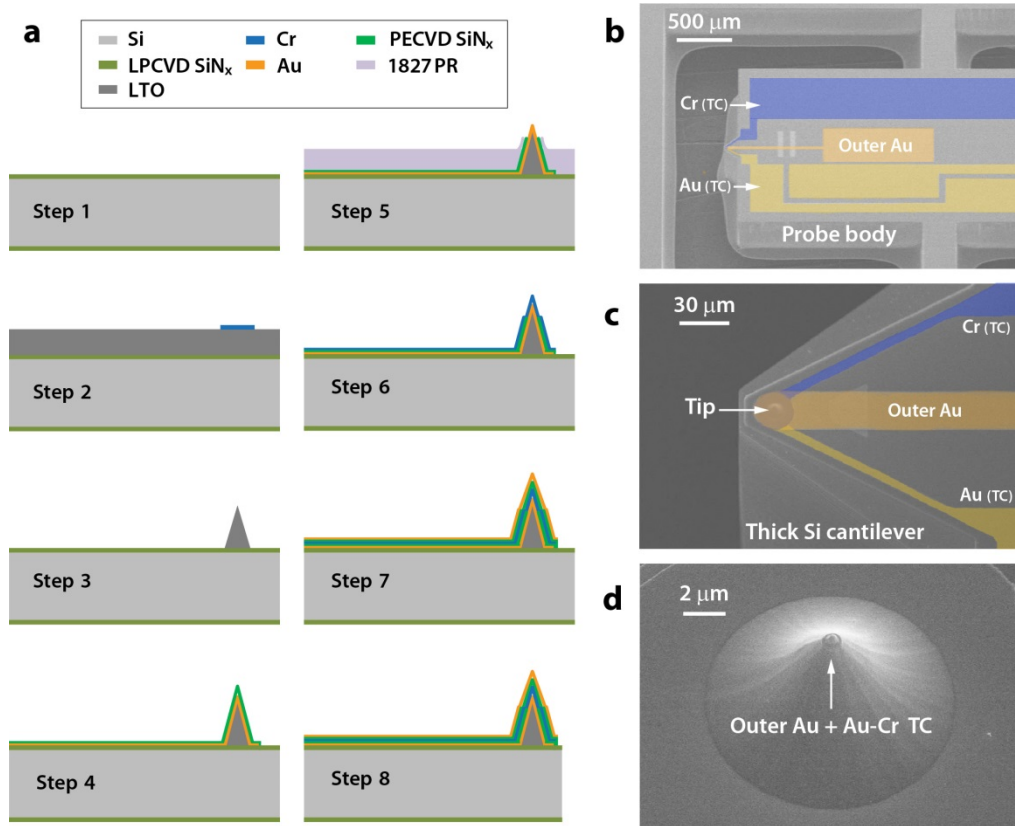 a
Si
Cr
PECVD SiNₓ
LPCVD SiNₓ
Au
1827 PR
LTO
Step 1
Step 5
Step 2
Step 6
Step 3
Step 7
Step 4
Step 8
b
500 μm
Cr (TC)
Outer Au
Au (TC)
Probe body
c
30 μm
Cr (TC)
Tip
Outer Au
Au (TC)
Thick Si cantilever
d
2 μm
Outer Au + Au-Cr TC